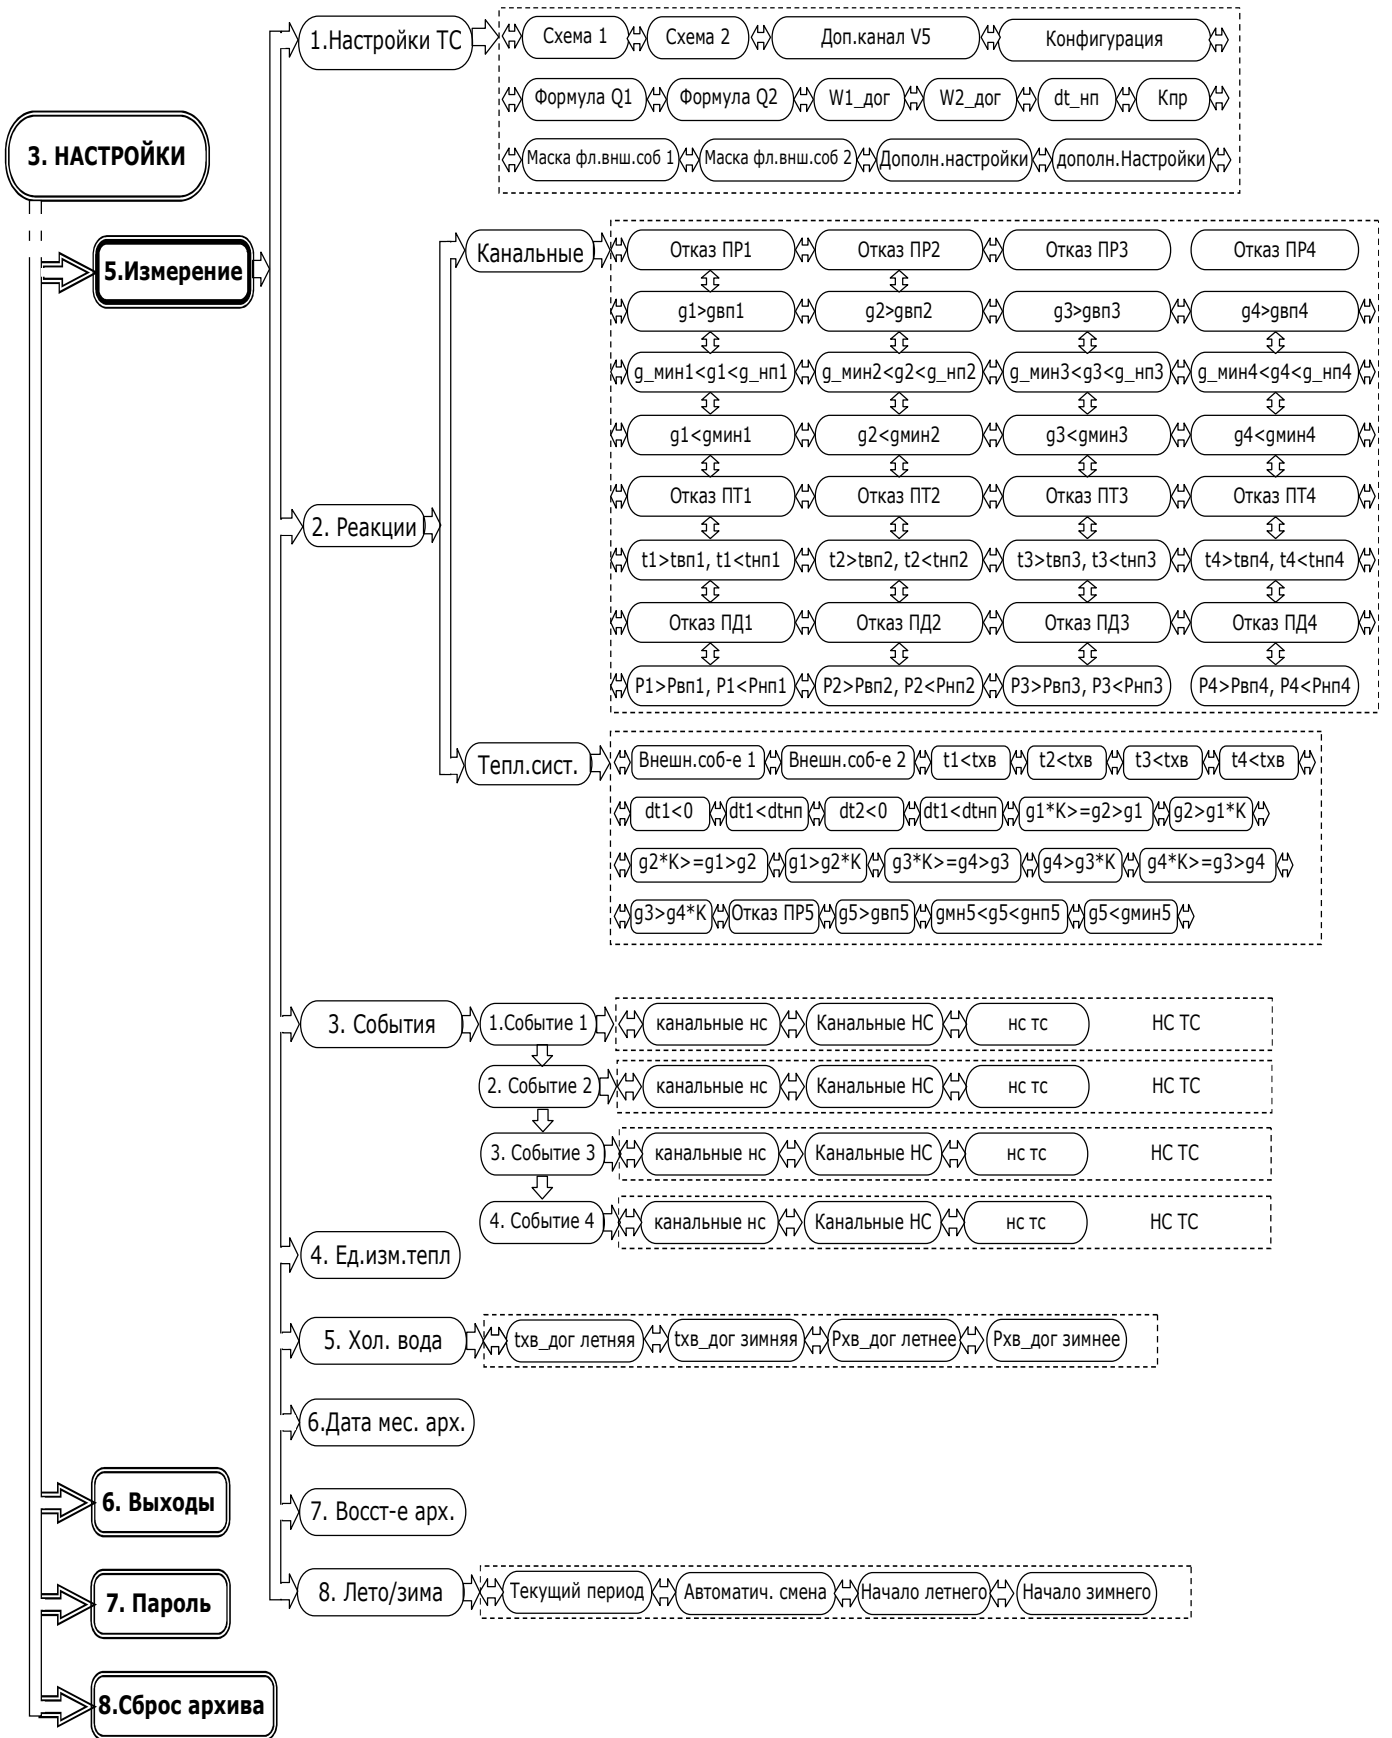 1.Настройки ТС
Схема 1 Схема 2 Доп.канал V5 Конфигурация
Формула Q1 Формула Q2 W1_дог W2_дог dt_нп Кпр
3. НАСТРОЙКИ
Маска фл.внш.соб 1 Маска фл.внш.соб 2 Дополн.настройки дополн.Настройки
5.Измерение
2. Реакции
Канальные
Отказ ПР1 Отказ ПР2 Отказ ПР3 Отказ ПР4
g1>gвп1 g2>gвп2 g3>gвп3 g4>gвп4
g_мин1<g1<g_нп1 g_мин2<g2<g_нп2 g_мин3<g3<g_нп3 g_мин4<g4<g_нп4
g1<gмин1 g2<gмин2 g3<gмин3 g4<gмин4
Отказ ПТ1 Отказ ПТ2 Отказ ПТ3 Отказ ПТ4
t1>tвп1, t1<tнп1 t2>tвп2, t2<tнп2 t3>tвп3, t3<tнп3 t4>tвп4, t4<tнп4
Отказ ПД1 Отказ ПД2 Отказ ПД3 Отказ ПД4
P1>Pвп1, P1<Pнп1 P2>Pвп2, P2<Pнп2 P3>Pвп3, P3<Pнп3 P4>Pвп4, P4<Pнп4
Тепл.сист.
Внешн.соб-е 1 Внешн.соб-е 2 t1<tхв t2<tхв t3<tхв t4<tхв
dt1<0 dt1<dtнп dt2<0 dt1<dtнп g1*K>=g2>g1 g2>g1*K
g2*K>=g1>g2 g1>g2*K g3*K>=g4>g3 g4>g3*K g4*K>=g3>g4
g3>g4*K Отказ ПР5 g5>gвп5 gмн5<g5<gнп5 g5<gмин5
3. События
1.Событие 1 канальные нс Канальные НС нс тс НС ТС
2. Событие 2 канальные нс Канальные НС нс тс НС ТС
3. Событие 3 канальные нс Канальные НС нс тс НС ТС
4. Событие 4 канальные нс Канальные НС нс тс НС ТС
4. Ед.изм.тепл
5. Хол. вода
tхв_дог летняя tхв_дог зимняя Pхв_дог летнее Pхв_дог зимнее
6.Дата мес. арх.
6. Выходы
7. Восст-е арх.
8. Лето/зима
Текущий период Автоматич. смена Начало летнего Начало зимнего
7. Пароль
8.Сброс архива